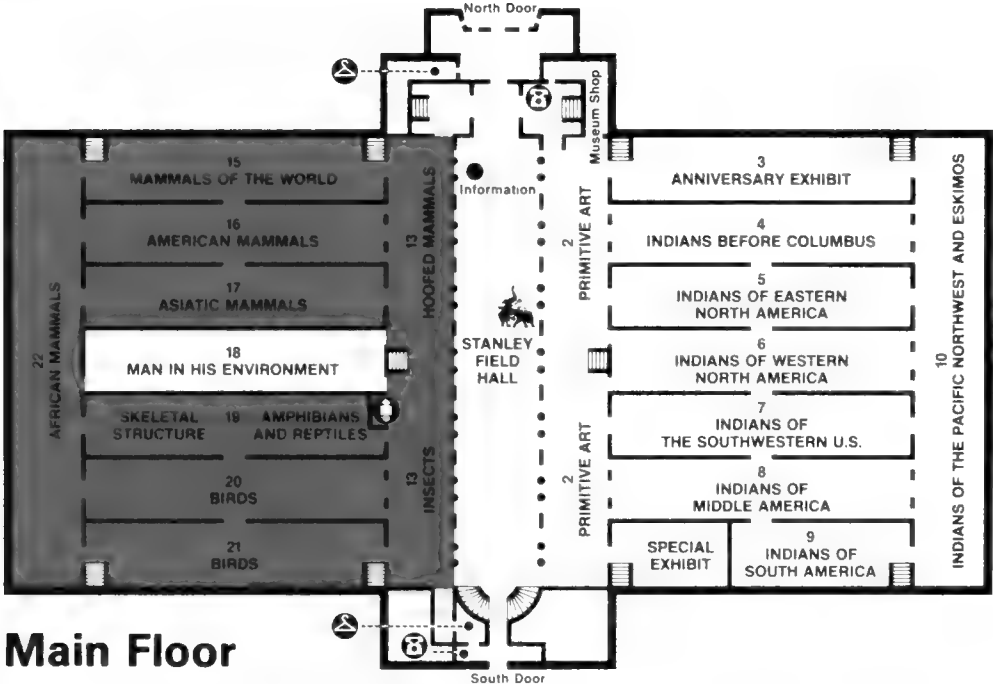 North Door
Museum Shop
Information
15
MAMMALS OF THE WORLD
16
AMERICAN MAMMALS
17
ASIATIC MAMMALS
18
MAN IN HIS ENVIRONMENT
SKELETAL 19 AMPHIBIANS
STRUCTURE AND REPTILES
20
BIRDS
21
BIRDS
22
AFRICAN MAMMALS
13
HOOFED MAMMALS
13
INSECTS
STANLEY
FIELD
HALL
2
PRIMITIVE ART
2
PRIMITIVE ART
3
ANNIVERSARY EXHIBIT
4
INDIANS BEFORE COLUMBUS
5
INDIANS OF EASTERN
NORTH AMERICA
6
INDIANS OF WESTERN
NORTH AMERICA
7
INDIANS OF
THE SOUTHWESTERN U.S.
8
INDIANS OF
MIDDLE AMERICA
SPECIAL
EXHIBIT
9
INDIANS OF
SOUTH AMERICA
10
INDIANS OF THE PACIFIC NORTHWEST AND ESKIMOS
Main Floor
South Door